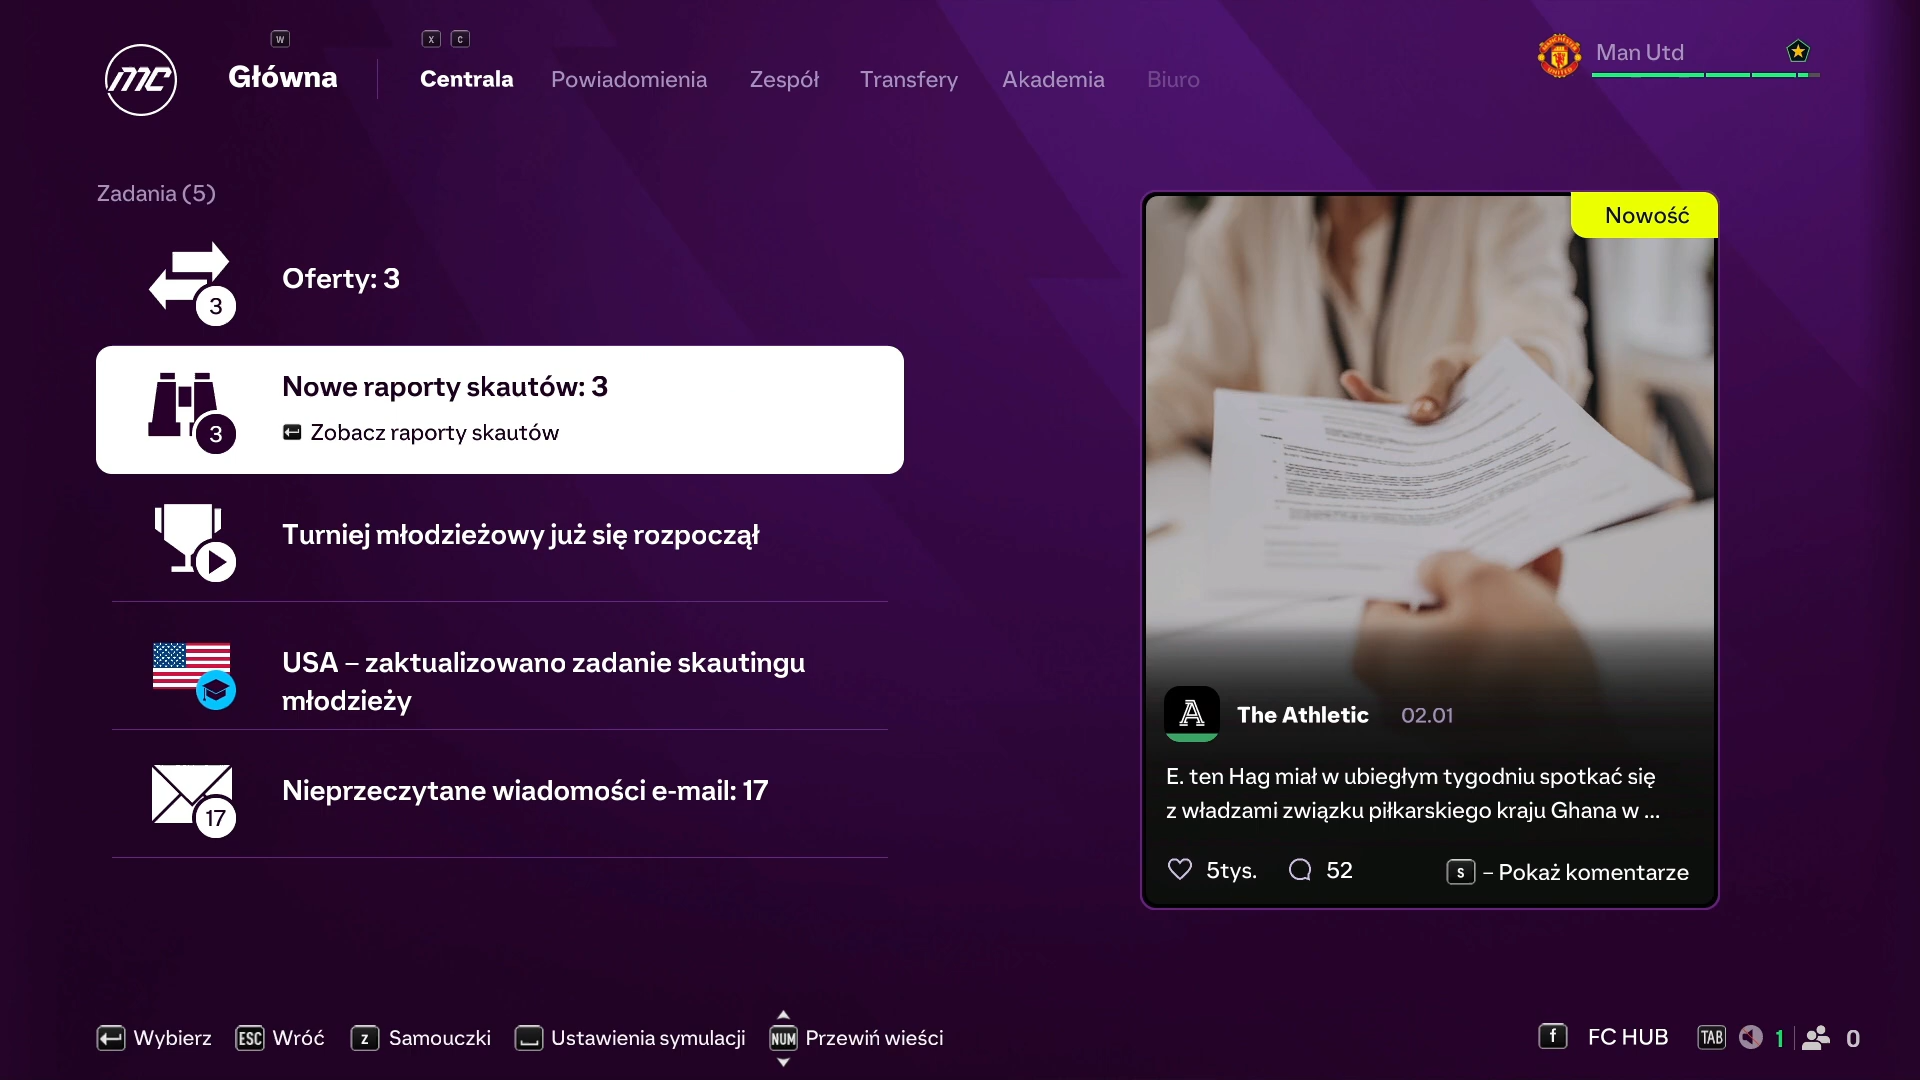 W
X C
MC
Główna
Centrala
Powiadomienia
Zespół
Transfery
Akademia
Biuro
Man Utd
Zadania (5)
3
Oferty: 3
3
Nowe raporty skautów: 3
Zobacz raporty skautów
Turniej młodzieżowy już się rozpoczął
USA – zaktualizowano zadanie skautingu
młodzieży
17
Nieprzeczytane wiadomości e-mail: 17
Nowość
A
The Athletic 02.01
E. ten Hag miał w ubiegłym tygodniu spotkać się
z władzami związku piłkarskiego kraju Ghana w ...
5tys. 52
S – Pokaż komentarze
Wybierz
ESC Wróć
Z Samouczki
Ustawienia symulacji
NUM Przewiń wieści
f FC HUB
TAB 1 0